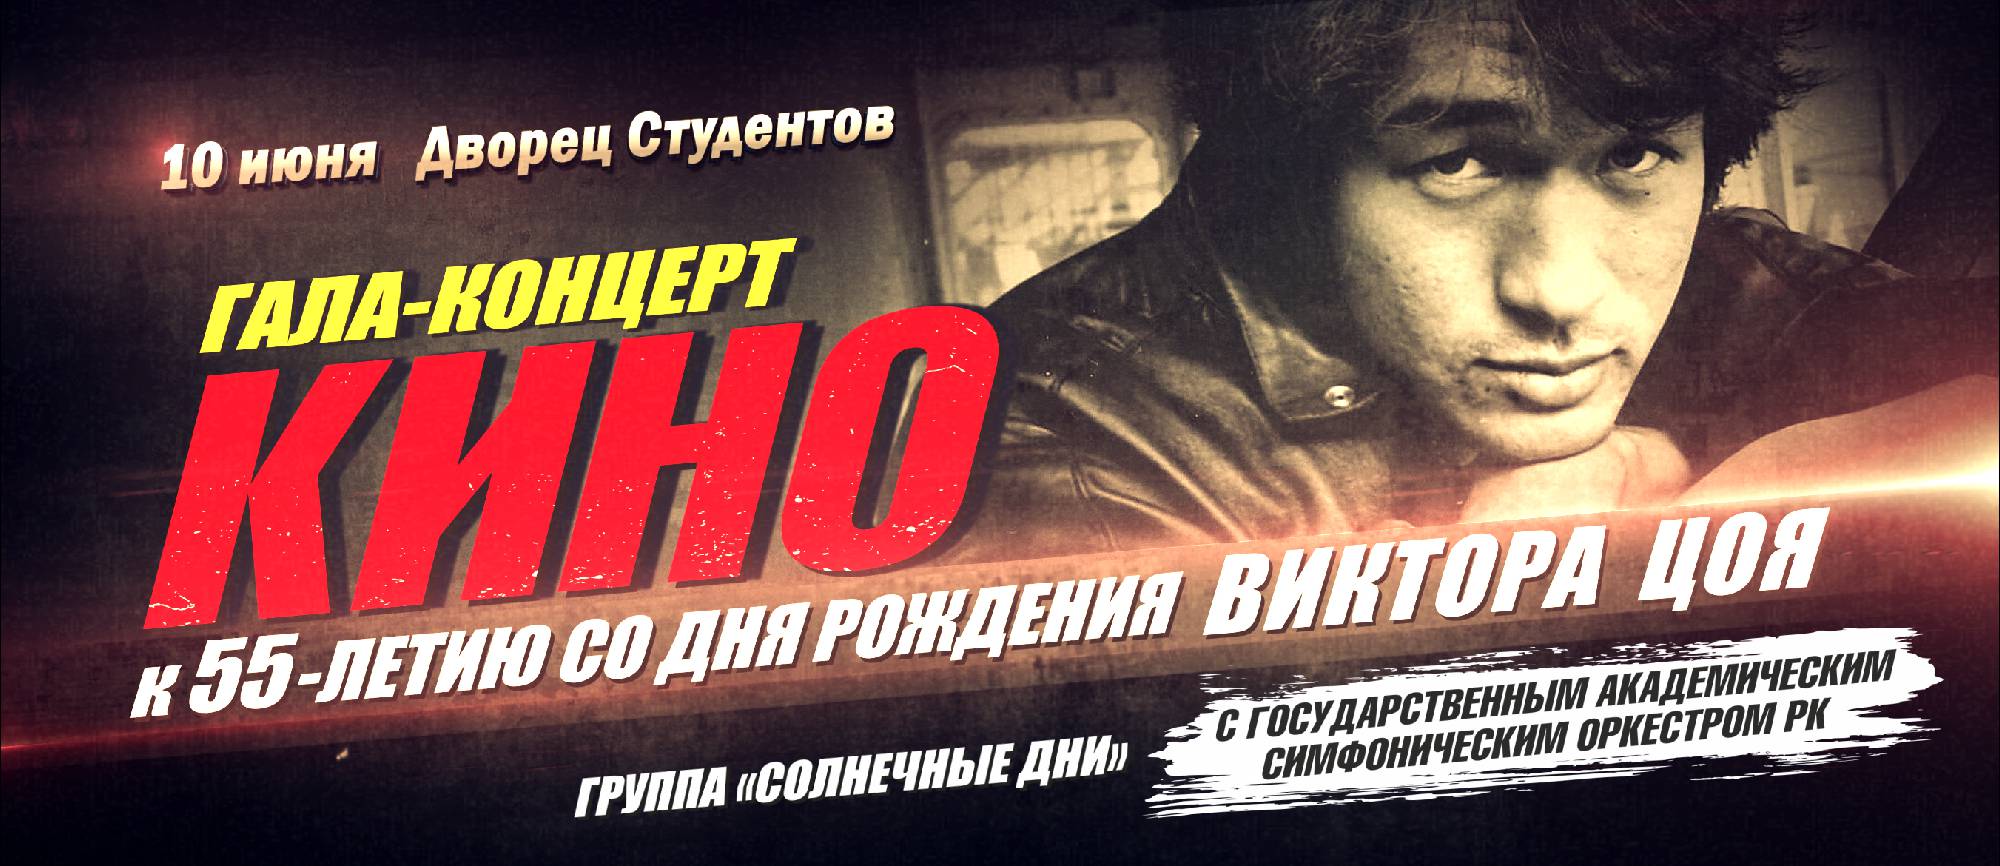 10 июня Дворец Студентов
ГАЛА-КОНЦЕРТ
КИНО
к 55-ЛЕТИЮ СО ДНЯ РОЖДЕНИЯ ВИКТОРА ЦОЯ
С ГОСУДАРСТВЕННЫМ АКАДЕМИЧЕСКИМ
СИМФОНИЧЕСКИМ ОРКЕСТРОМ РК
ГРУППА «СОЛНЕЧНЫЕ ДНИ»